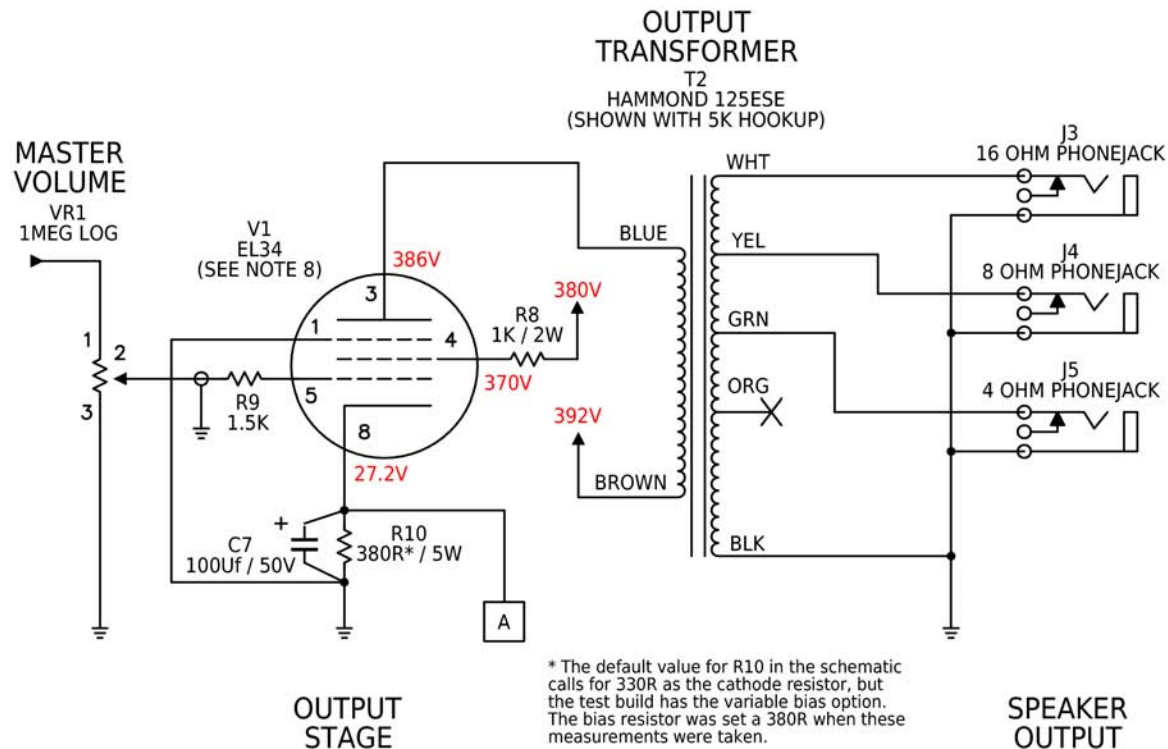 OUTPUT
TRANSFORMER
T2
HAMMOND 125ESE
(SHOWN WITH 5K HOOKUP)
MASTER
VOLUME
VR1
1MEG LOG
1
2
3
V1
EL34
(SEE NOTE 8)
386V
3
1
4
5
8
R9
1.5K
27.2V
R8
1K / 2W
380V
370V
392V
BLUE
BROWN
WHT
YEL
GRN
ORG
BLK
J3
16 OHM PHONEJACK
J4
8 OHM PHONEJACK
J5
4 OHM PHONEJACK
+
C7
100Uf / 50V
R10
380R* / 5W
A
* The default value for R10 in the schematic
calls for 330R as the cathode resistor, but
the test build has the variable bias option.
The bias resistor was set a 380R when these
measurements were taken.
OUTPUT
STAGE
SPEAKER
OUTPUT